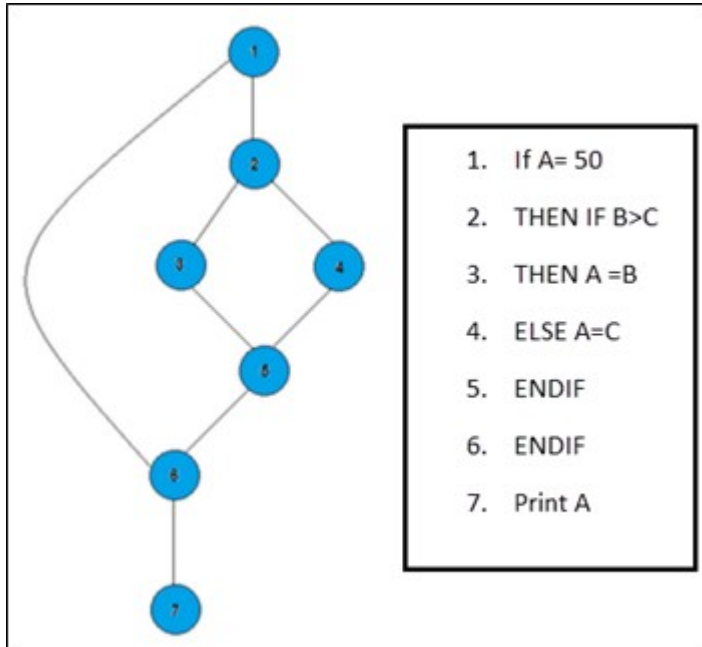 1
2
3
4
5
6
7
1. If A= 50
2. THEN IF B>C
3. THEN A =B
4. ELSE A=C
5. ENDIF
6. ENDIF
7. Print A